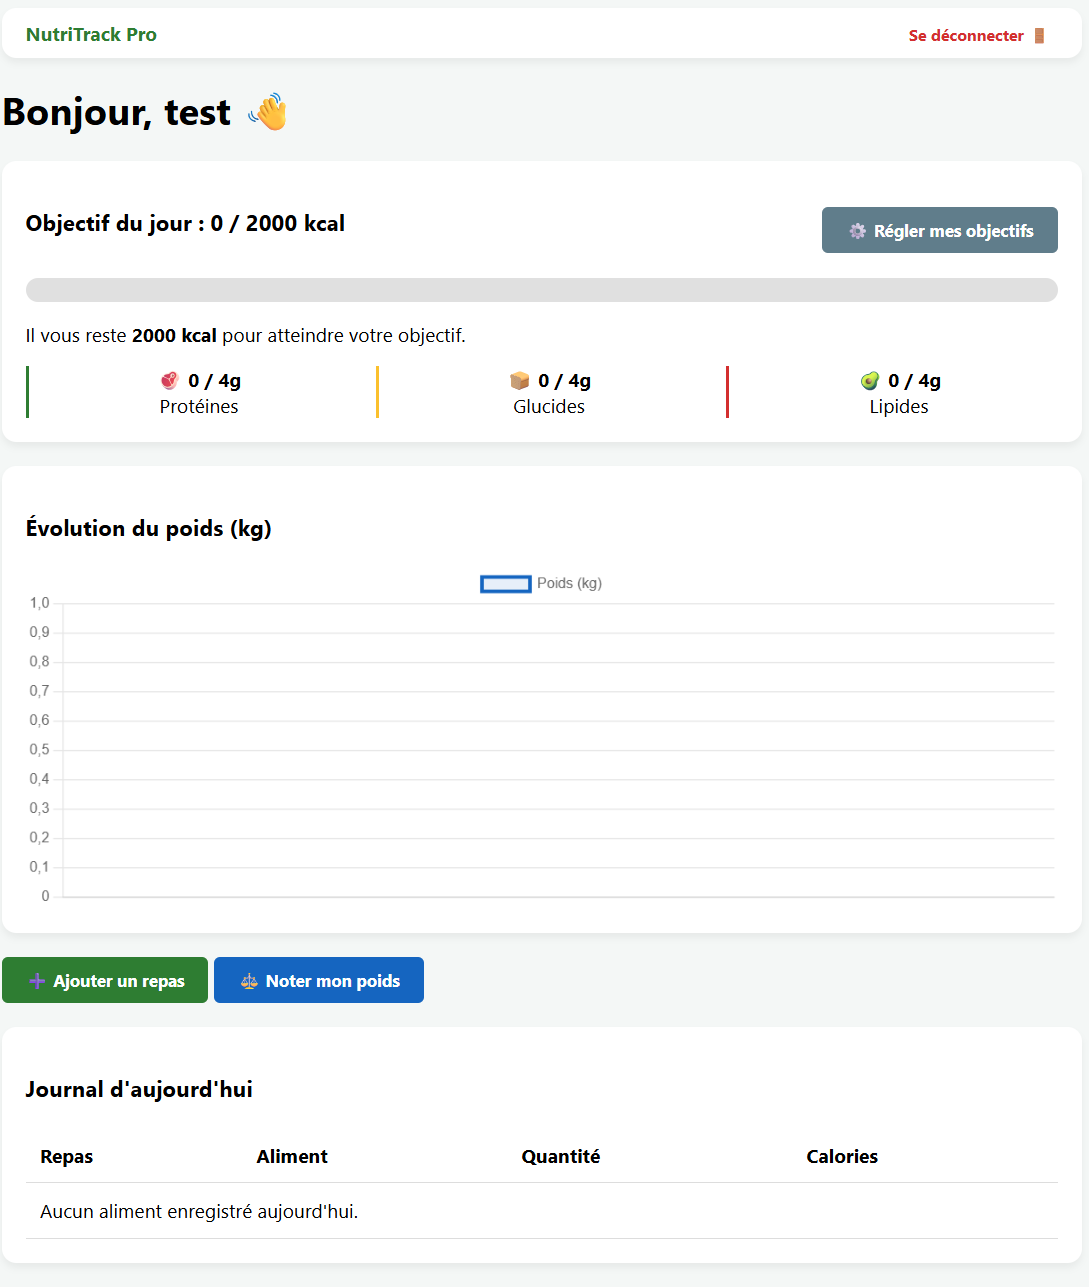 NutriTrack Pro
Se déconnecter
Bonjour, test
Objectif du jour : 0 / 2000 kcal
Régler mes objectifs
Il vous reste 2000 kcal pour atteindre votre objectif.
0 / 4g
Protéines
0 / 4g
Glucides
0 / 4g
Lipides
Évolution du poids (kg)
Poids (kg)
1,0
0,9
0,8
0,7
0,6
0,5
0,4
0,3
0,2
0,1
0
Ajouter un repas
Noter mon poids
Journal d'aujourd'hui
Repas Aliment Quantité Calories
Aucun aliment enregistré aujourd'hui.